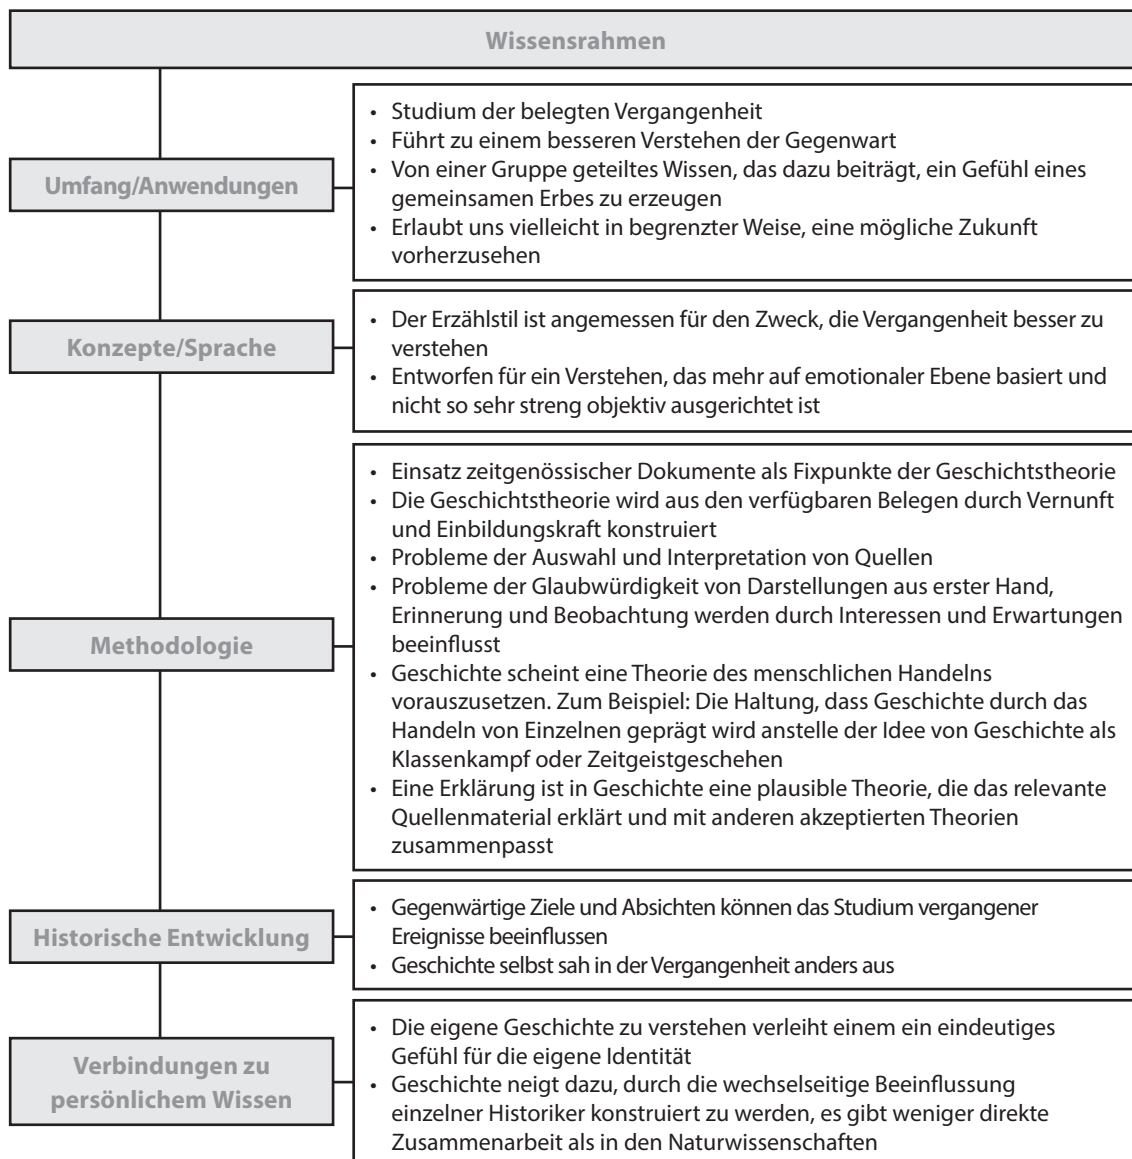 Wissensrahmen
Umfang/Anwendungen
• Studium der belegten Vergangenheit
• Führt zu einem besseren Verstehen der Gegenwart
• Von einer Gruppe geteiltes Wissen, das dazu beiträgt, ein Gefühl eines
gemeinsamen Erbes zu erzeugen
• Erlaubt uns vielleicht in begrenzter Weise, eine mögliche Zukunft
vorherzusehen
Konzepte/Sprache
• Der Erzählstil ist angemessen für den Zweck, die Vergangenheit besser zu
verstehen
• Entworfen für ein Verstehen, das mehr auf emotionaler Ebene basiert und
nicht so sehr streng objektiv ausgerichtet ist
Methodologie
• Einsatz zeitgenössischer Dokumente als Fixpunkte der Geschichtstheorie
• Die Geschichtstheorie wird aus den verfügbaren Belegen durch Vernunft
und Einbildungskraft konstruiert
• Probleme der Auswahl und Interpretation von Quellen
• Probleme der Glaubwürdigkeit von Darstellungen aus erster Hand,
Erinnerung und Beobachtung werden durch Interessen und Erwartungen
beeinflusst
• Geschichte scheint eine Theorie des menschlichen Handelns
vorauszusetzen. Zum Beispiel: Die Haltung, dass Geschichte durch das
Handeln von Einzelnen geprägt wird anstelle der Idee von Geschichte als
Klassenkampf oder Zeitgeistgeschehen
• Eine Erklärung ist in Geschichte eine plausible Theorie, die das relevante
Quellenmaterial erklärt und mit anderen akzeptierten Theorien
zusammenpasst
Historische Entwicklung
• Gegenwärtige Ziele und Absichten können das Studium vergangener
Ereignisse beeinflussen
• Geschichte selbst sah in der Vergangenheit anders aus
Verbindungen zu
persönlichem Wissen
• Die eigene Geschichte zu verstehen verleiht einem ein eindeutiges
Gefühl für die eigene Identität
• Geschichte neigt dazu, durch die wechselseitige Beeinflussung
einzelner Historiker konstruiert zu werden, es gibt weniger direkte
Zusammenarbeit als in den Naturwissenschaften